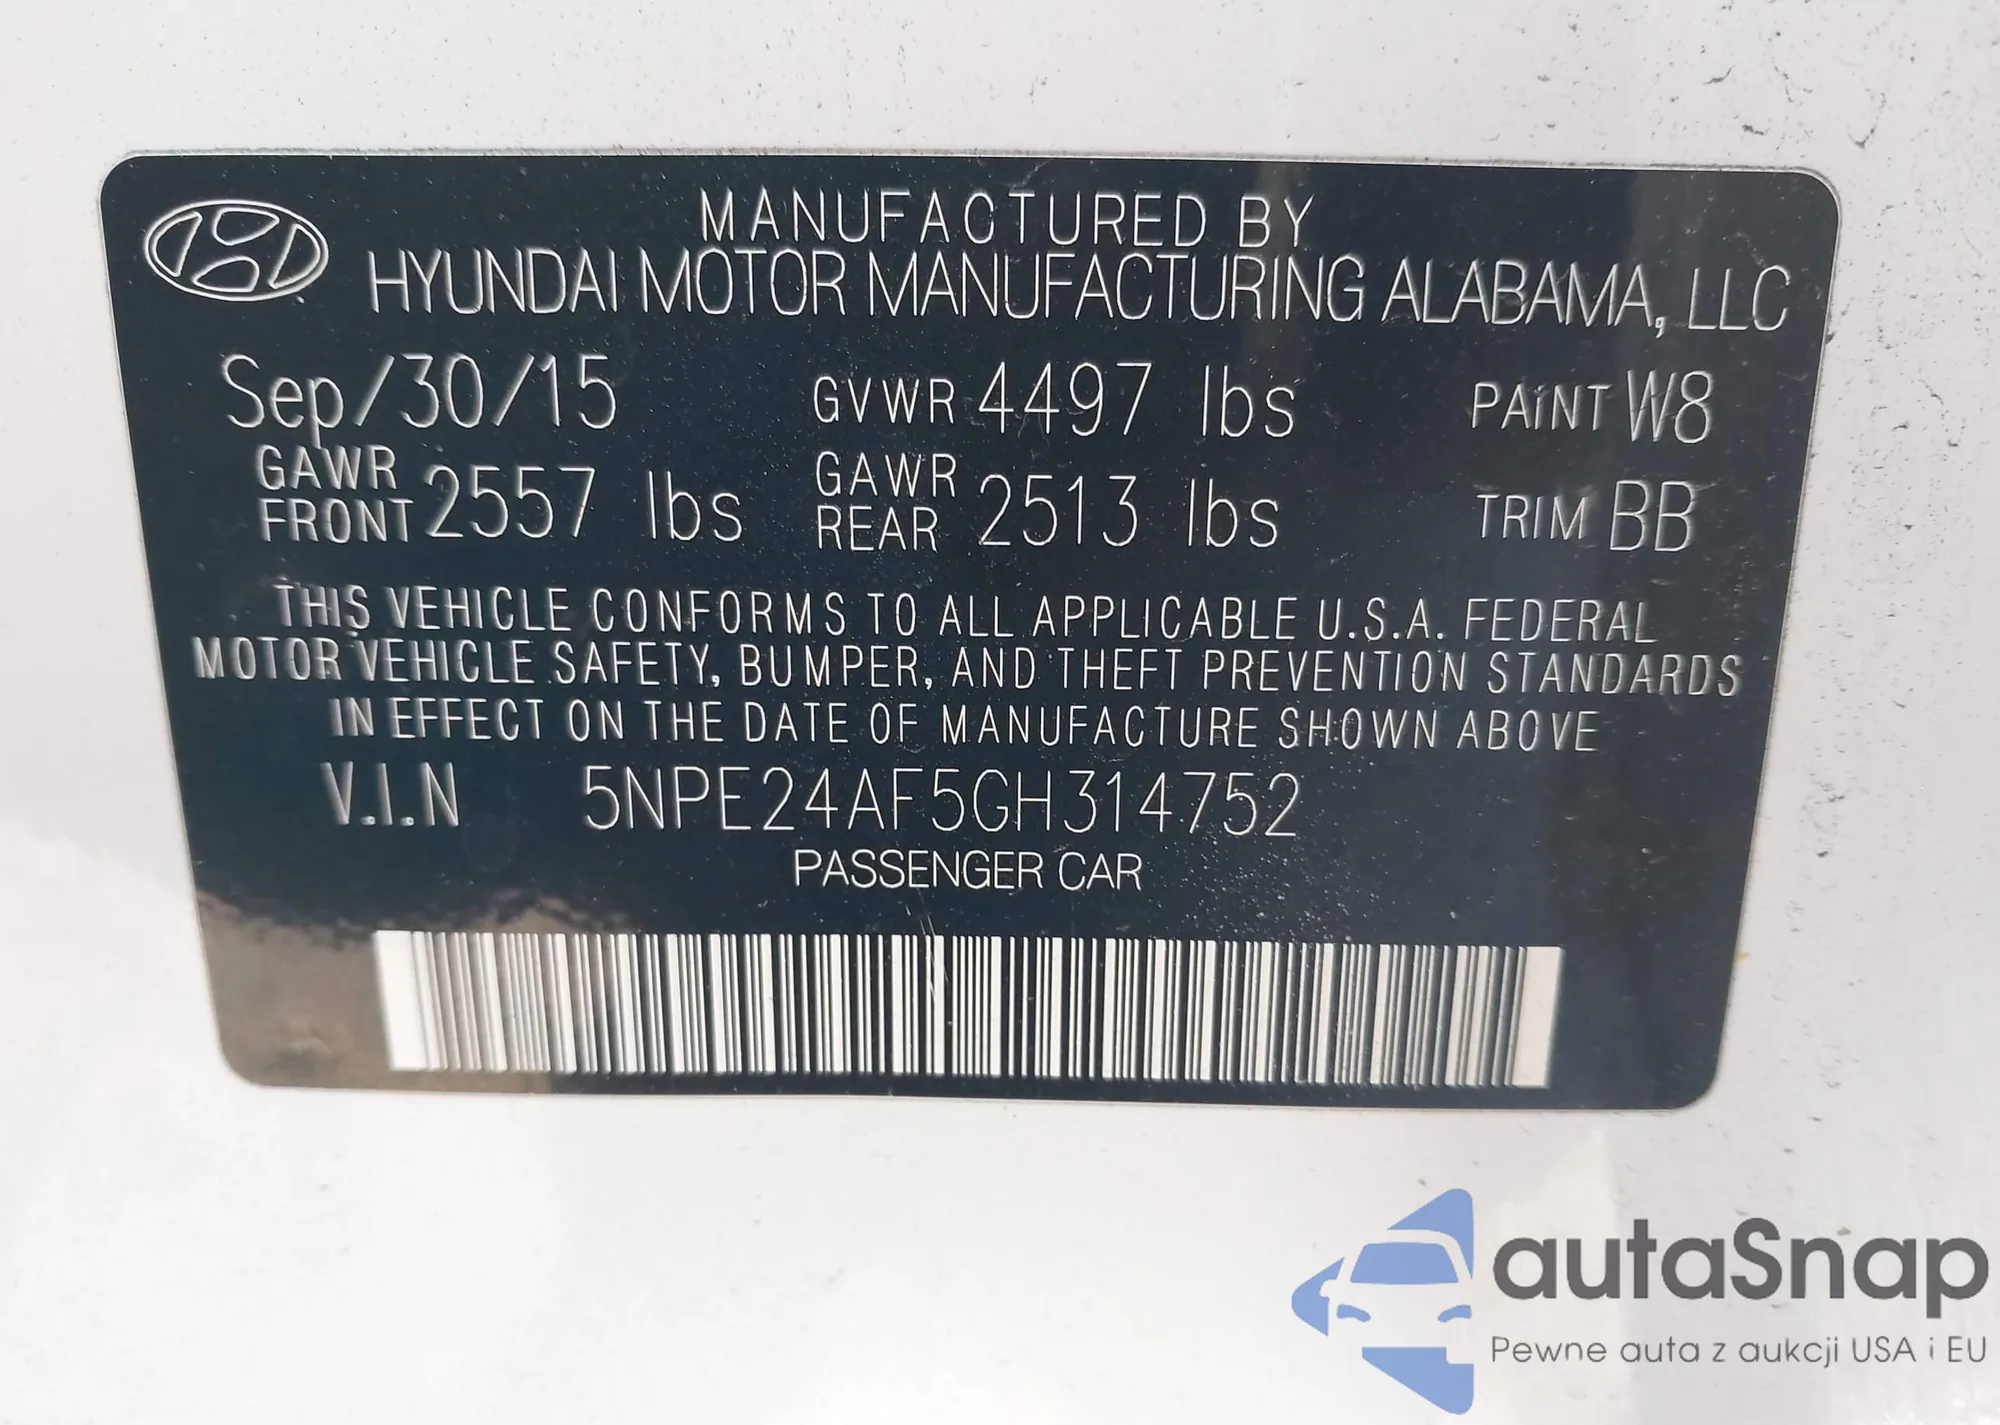 MANUFACTURED BY
HYUNDAI MOTOR MANUFACTURING ALABAMA, LLC
Sep/30/15 GVWR 4497 lbs PAINT W8
GAWR FRONT 2557 lbs GAWR REAR 2513 lbs TRIM BB
THIS VEHICLE CONFORMS TO ALL APPLICABLE U.S.A. FEDERAL
MOTOR VEHICLE SAFETY, BUMPER, AND THEFT PREVENTION STANDARDS
IN EFFECT ON THE DATE OF MANUFACTURE SHOWN ABOVE
V.I.N 5NPE24AF5GH314752
PASSENGER CAR
autaSnap
Pewne auta z aukcji USA i EU